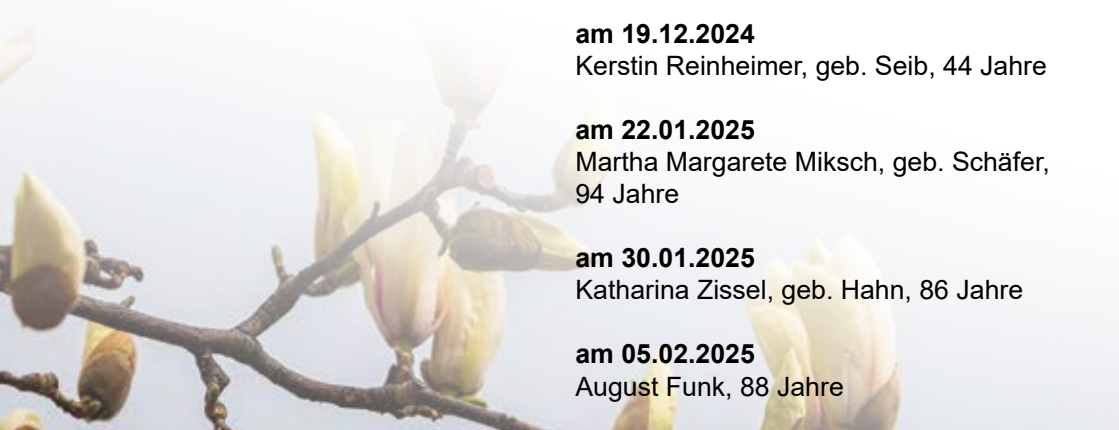 am 19.12.2024
Kerstin Reinheimer, geb. Seib, 44 Jahre
am 22.01.2025
Martha Margarete Miksch, geb. Schäfer,
94 Jahre
am 30.01.2025
Katharina Zissel, geb. Hahn, 86 Jahre
am 05.02.2025
August Funk, 88 Jahre